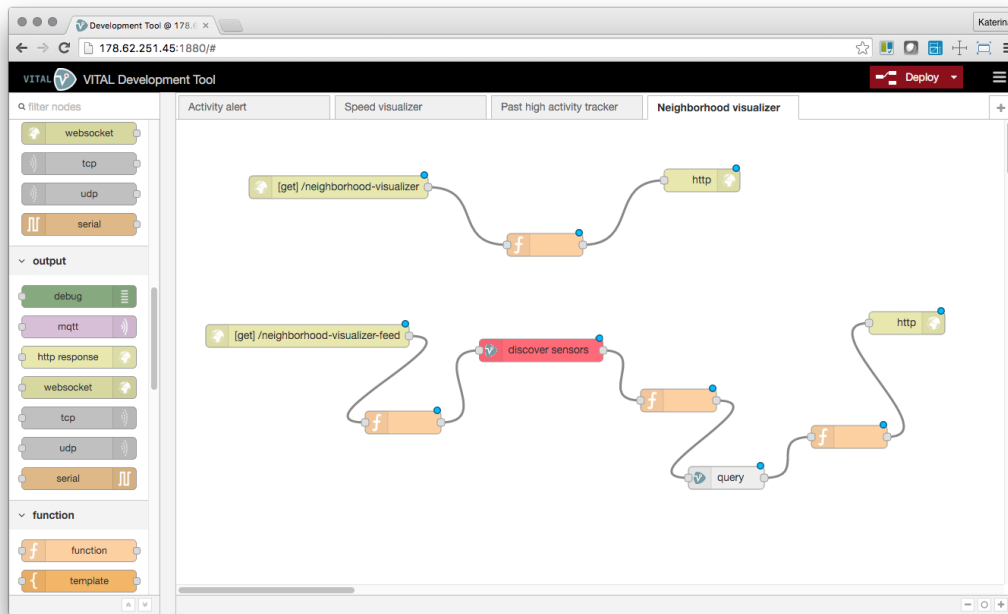 Development Tool @ 178.6
Katerina
178.62.251.45:1880/#
VITAL VITAL Development Tool
Deploy
filter nodes
Activity alert
Speed visualizer
Past high activity tracker
Neighborhood visualizer
websocket
tcp
udp
serial
output
debug
mqtt
http response
websocket
tcp
udp
serial
function
function
template
[get] /neighborhood-visualizer
http
[get] /neighborhood-visualizer-feed
discover sensors
http
query